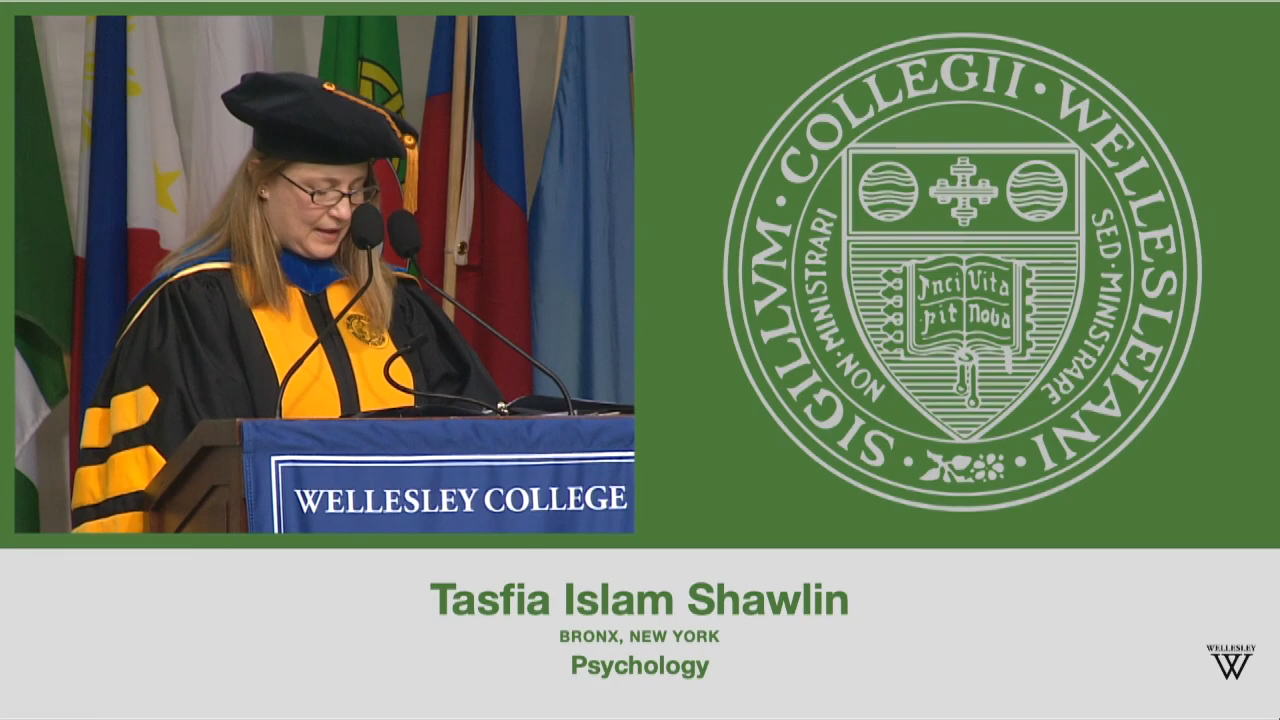 WELLESLEY COLLEGE
SIGILLVM · COLLEGII · WELLESLEIANI
NON · MINISTRARI
SED · MINISTRARE
Inci Vita
pit Nova
Tasfia Islam Shawlin
BRONX, NEW YORK
Psychology
WELLESLEY
W